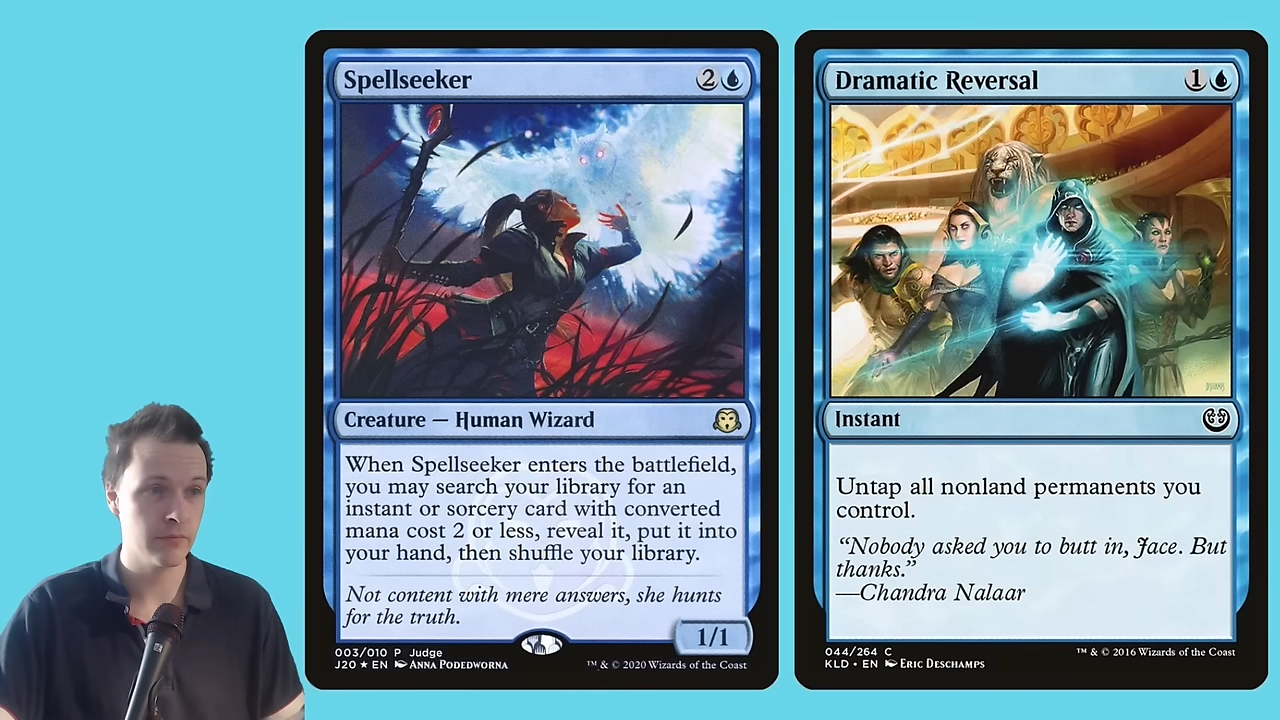 Spellseeker 2
Creature — Human Wizard
When Spellseeker enters the battlefield,
you may search your library for an
instant or sorcery card with converted
mana cost 2 or less, reveal it, put it into
your hand, then shuffle your library.
Not content with mere answers, she hunts
for the truth.
1/1
003/010 P Judge
J20 ★ EN Anna Podedworna
™ & © 2020 Wizards of the Coast
Dramatic Reversal 1
Instant
Untap all nonland permanents you
control.
“Nobody asked you to butt in, Jace. But
thanks.”
—Chandra Nalaar
044/264 C
KLD • EN Eric Deschamps
™ & © 2016 Wizards of the Coast